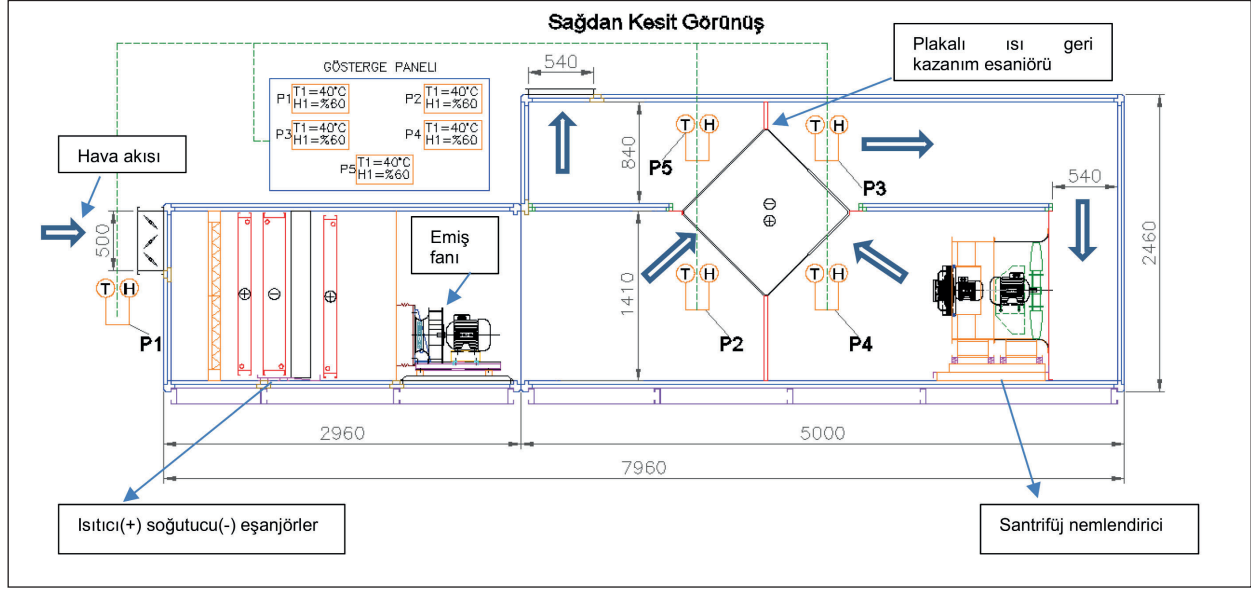 Sağdan Kesit Görünüş
Plakalı ısı geri
kazanım esaniörü
GÖSTERGE PANELI
P1 T1=40°C
H1=%60
P2 T1=40°C
H1=%60
P3 T1=40°C
H1=%60
P4 T1=40°C
H1=%60
P5 T1=40°C
H1=%60
540
Hava akısı
T H
P5
T H
P3
840
540
500
Emiş
fanı
2460
T H
P1
1410
T H
P2
T H
P4
2960
5000
7960
Isıtıcı(+) soğutucu(-) eşanjörler
Santrifüj nemlendirici